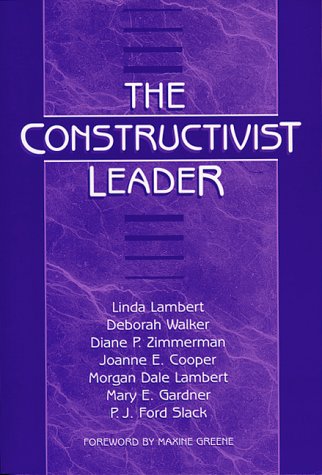 THE
CONSTRUCTIVIST
LEADER
Linda Lambert
Deborah Walker
Diane P. Zimmerman
Joanne E. Cooper
Morgan Dale Lambert
Mary E. Gardner
P. J. Ford Slack
FOREWORD BY MAXINE GREENE